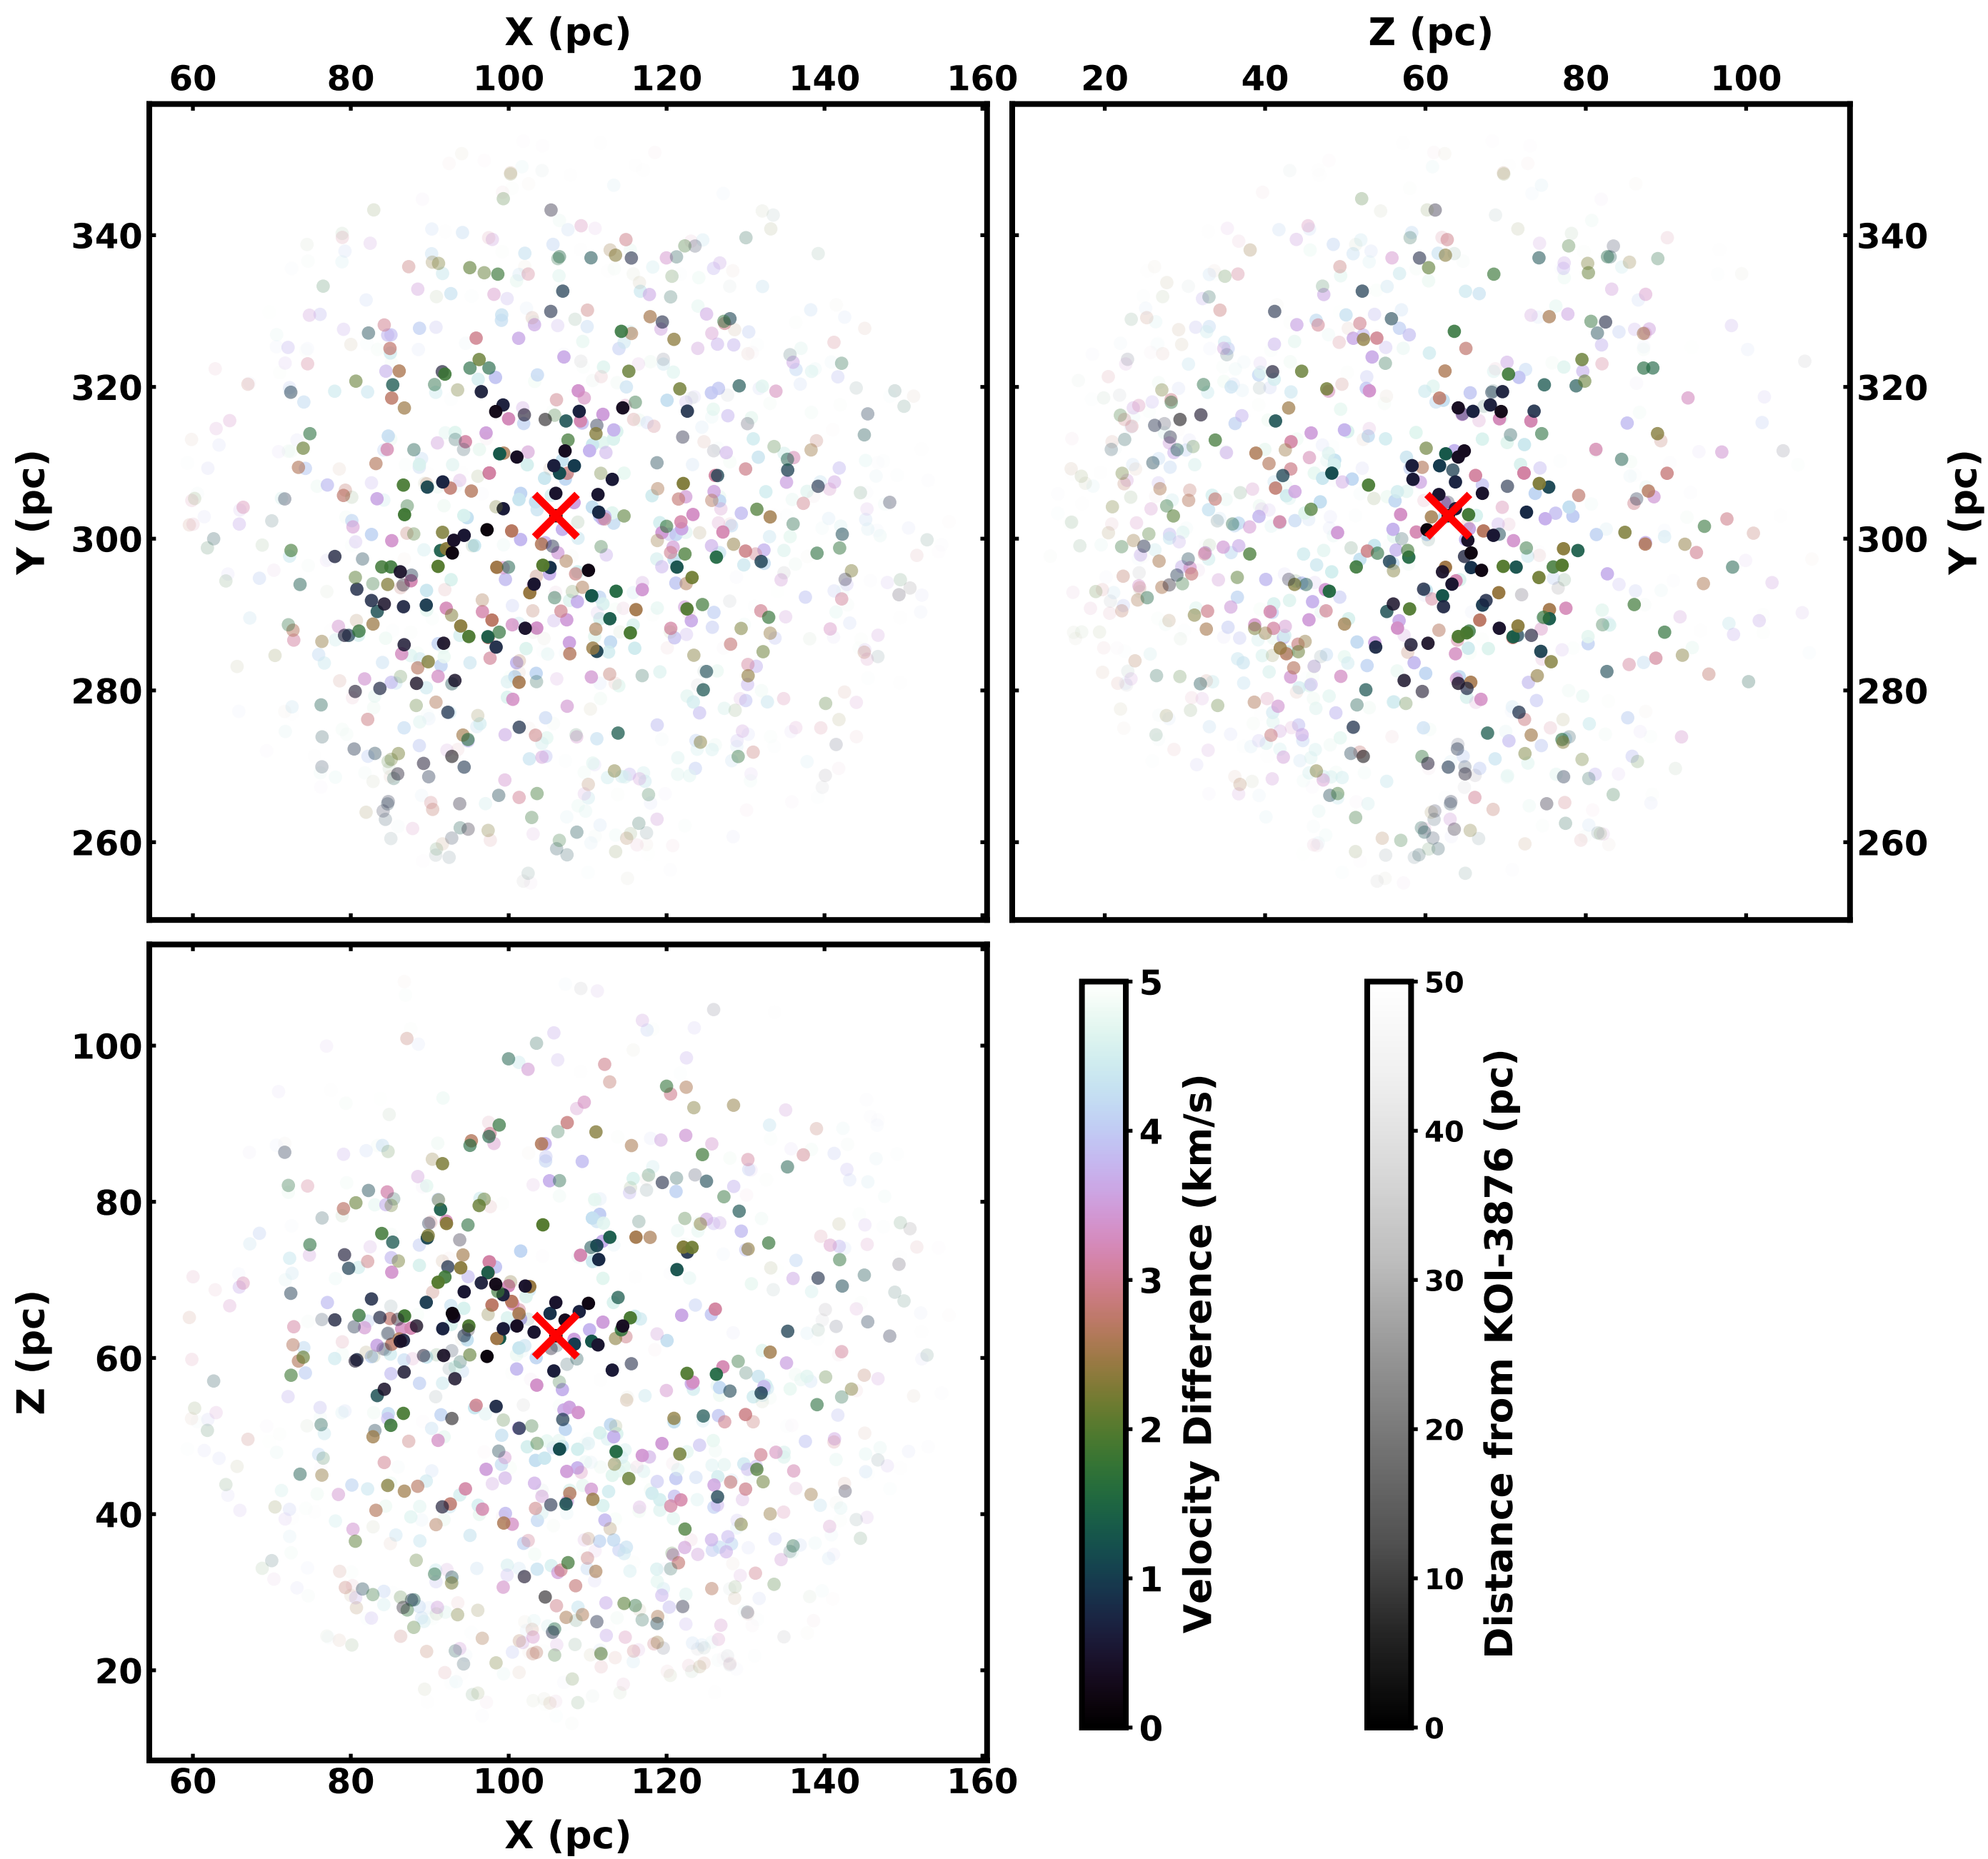 X (pc)
Z (pc)
60 80 100 120 140 160
20 40 60 80 100
Y (pc)
340
320
300
280
260
340
320
300
280
260
Y (pc)
Z (pc)
100
80
60
40
20
60 80 100 120 140 160
X (pc)
5
4
3
2
1
0
Velocity Difference (km/s)
50
40
30
20
10
0
Distance from KOI-3876 (pc)